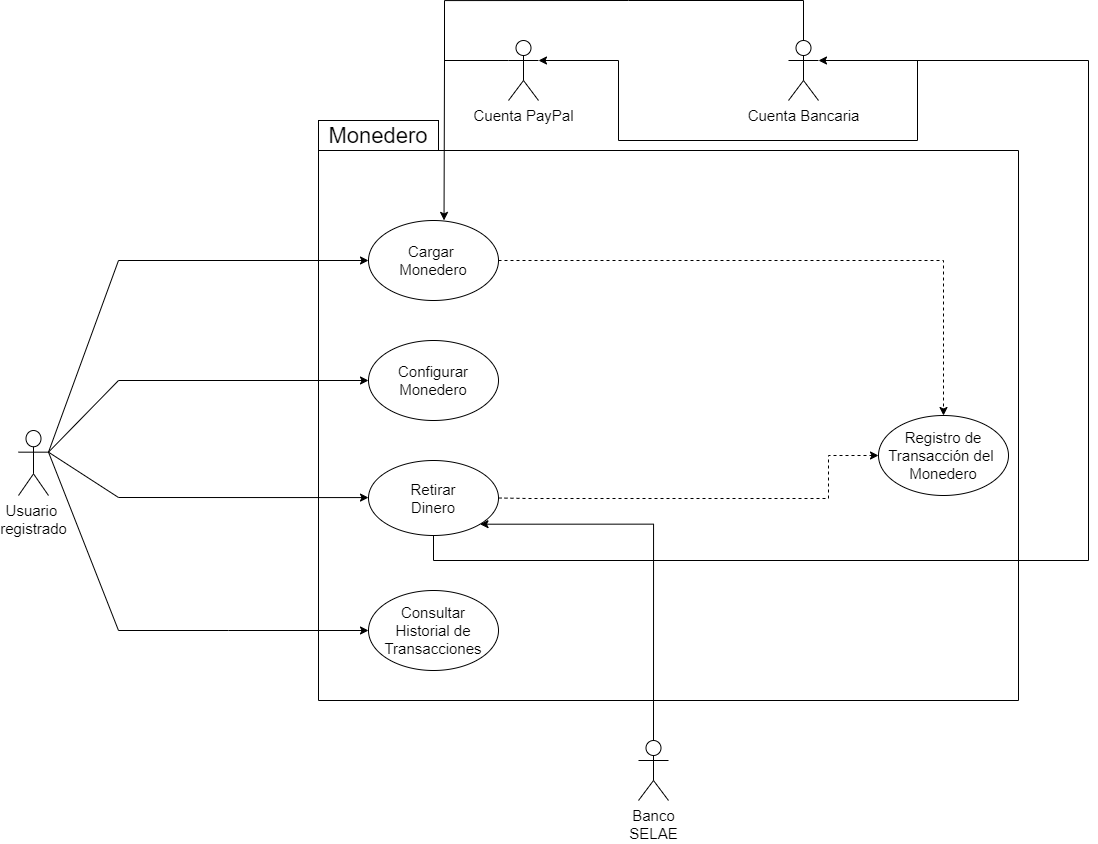 Cuenta PayPal
Cuenta Bancaria
Monedero
Cargar
Monedero
Configurar
Monedero
Registro de
Transacción del
Monedero
Retirar
Dinero
Usuario
registrado
Consultar
Historial de
Transacciones
Banco
SELAE